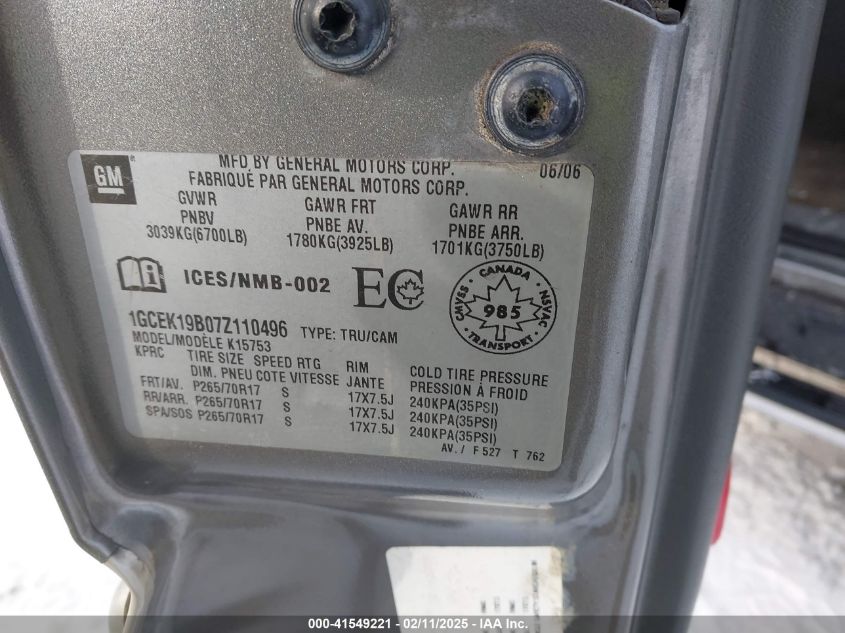 GM
MFD BY GENERAL MOTORS CORP. 06/06
FABRIQUÉ PAR GENERAL MOTORS CORP.
GVWR GAWR FRT GAWR RR
PNBV PNBE AV. PNBE ARR.
3039KG(6700LB) 1780KG(3925LB) 1701KG(3750LB)
ICES/NMB-002 EC
CANADA
CMVSS 985 NSVAC
TRANSPORT
1GCEK19B07Z110496 TYPE: TRU/CAM
MODEL/MODÈLE K15753
KPRC TIRE SIZE SPEED RTG RIM COLD TIRE PRESSURE
DIM. PNEU COTE VITESSE JANTE PRESSION À FROID
FRT/AV. P265/70R17 S 17X7.5J 240KPA(35PSI)
RR/ARR. P265/70R17 S 17X7.5J 240KPA(35PSI)
SPA/SOS P265/70R17 S 17X7.5J 240KPA(35PSI)
AV./ F527 T 762
000-41549221 - 02/11/2025 - IAA Inc.